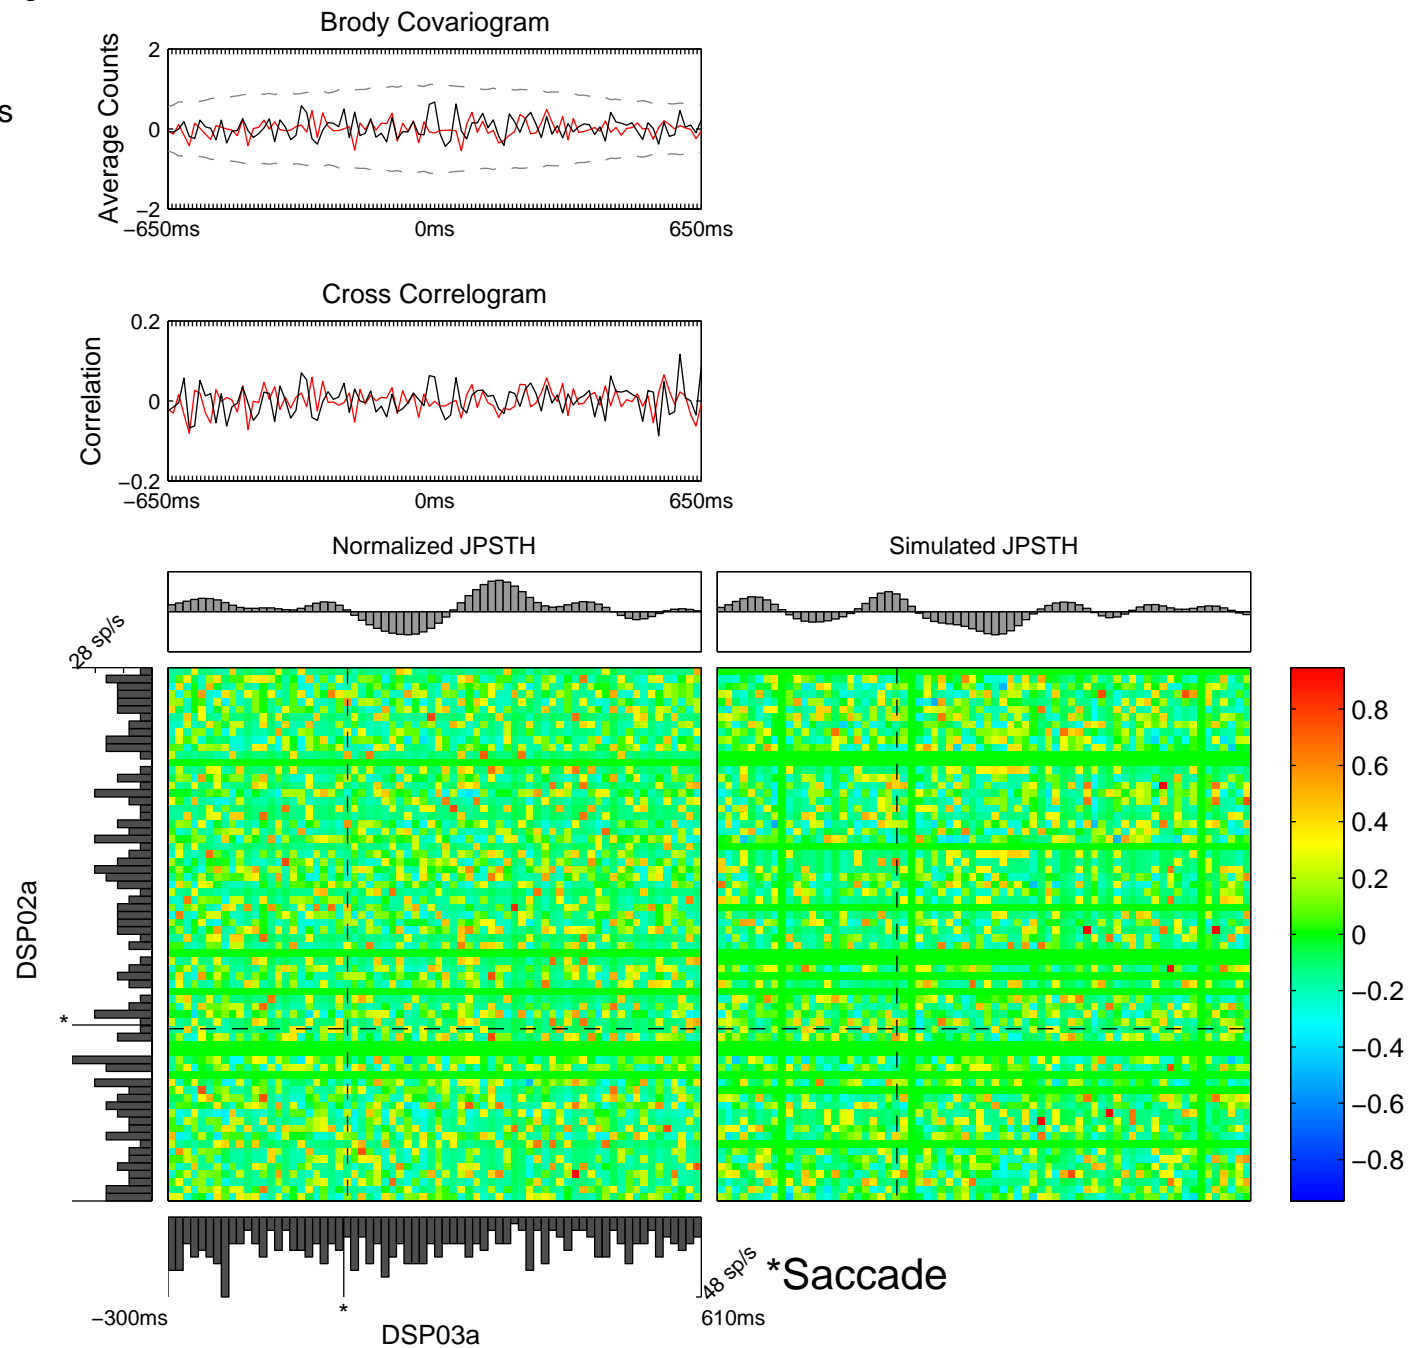 Brody Covariogram
Average Counts
2
0
−2
−650ms
0ms
650ms
s
Cross Correlogram
Correlation
0.2
0
−0.2
−650ms
0ms
650ms
Normalized JPSTH
Simulated JPSTH
28 sp/s
DSP02a
*
0.8
0.6
0.4
0.2
0
−0.2
−0.4
−0.6
−0.8
48 sp/s
*Saccade
−300ms
*
610ms
DSP03a